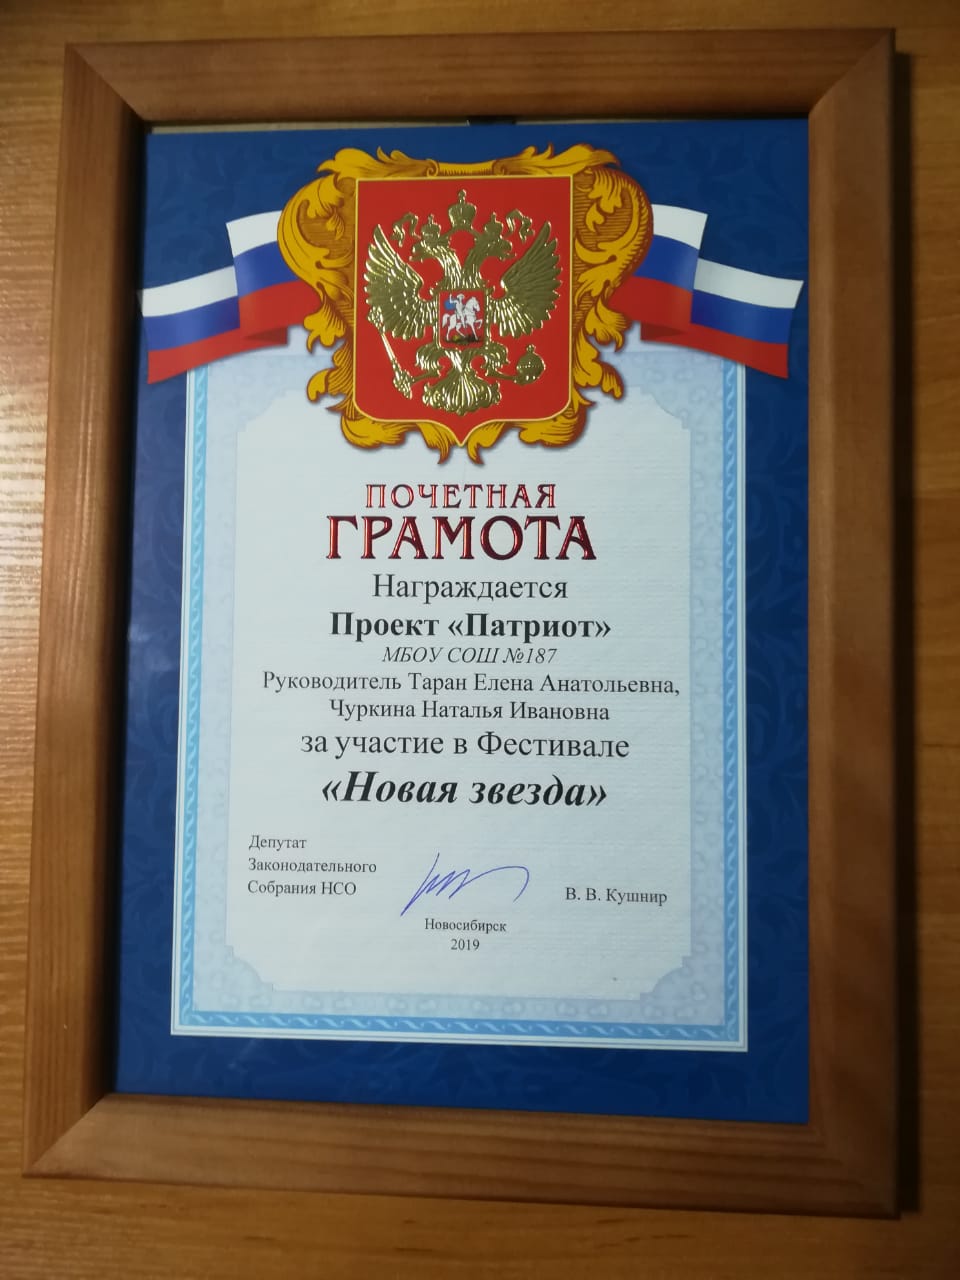 ПОЧЕТНАЯ
ГРАМОТА
Награждается
Проект «Патриот»
МБОУ СОШ №187
Руководитель Таран Елена Анатольевна,
Чуркина Наталья Ивановна
за участие в Фестивале
«Новая звезда»
Депутат
Законодательного
Собрания НСО
В. В. Кушнир
Новосибирск
2019